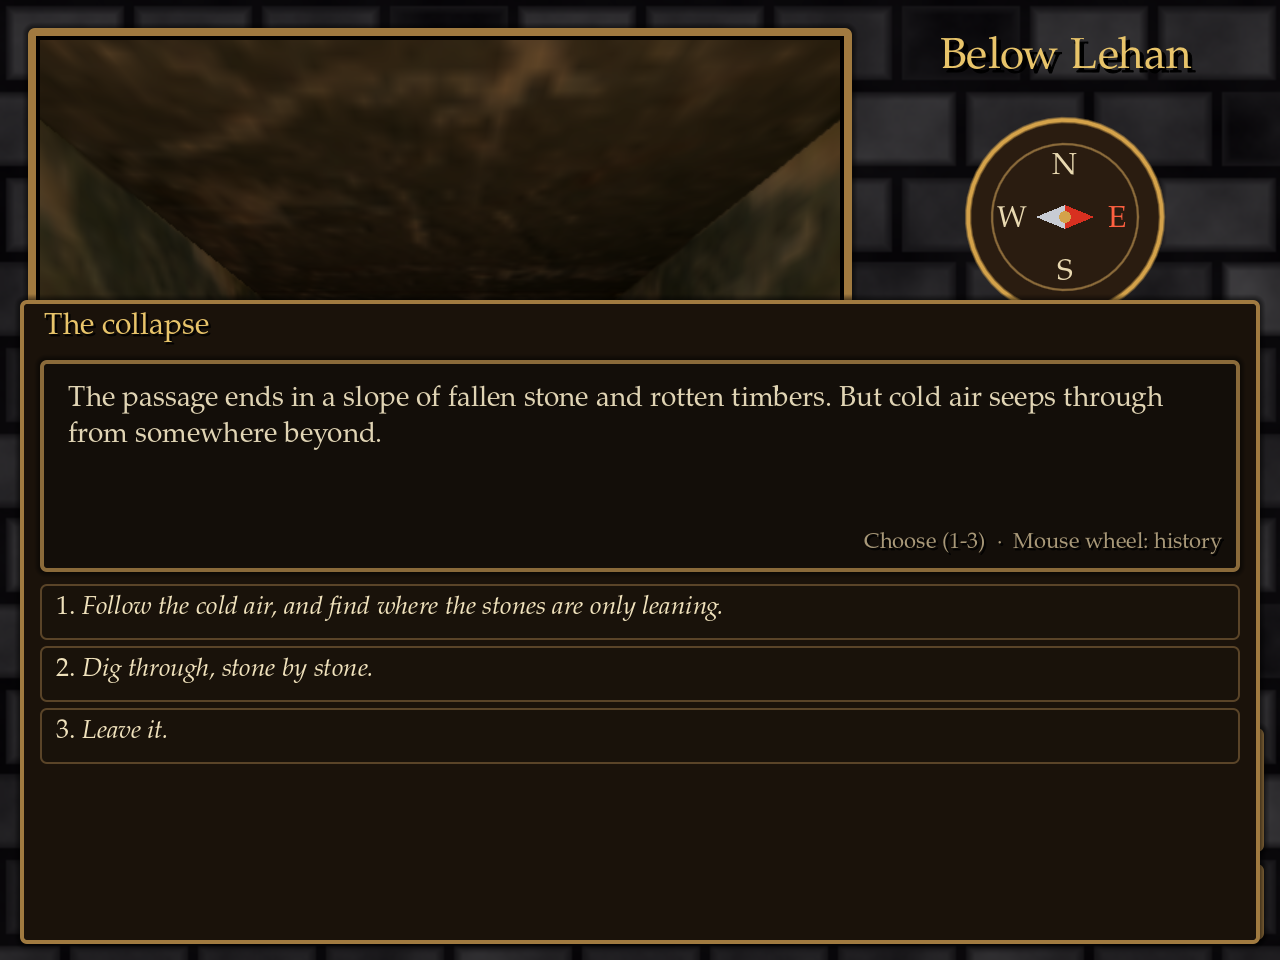 Below Lehan
N
W E
S
The collapse
The passage ends in a slope of fallen stone and rotten timbers. But cold air seeps through
from somewhere beyond.
Choose (1-3) · Mouse wheel: history
1. Follow the cold air, and find where the stones are only leaning.
2. Dig through, stone by stone.
3. Leave it.